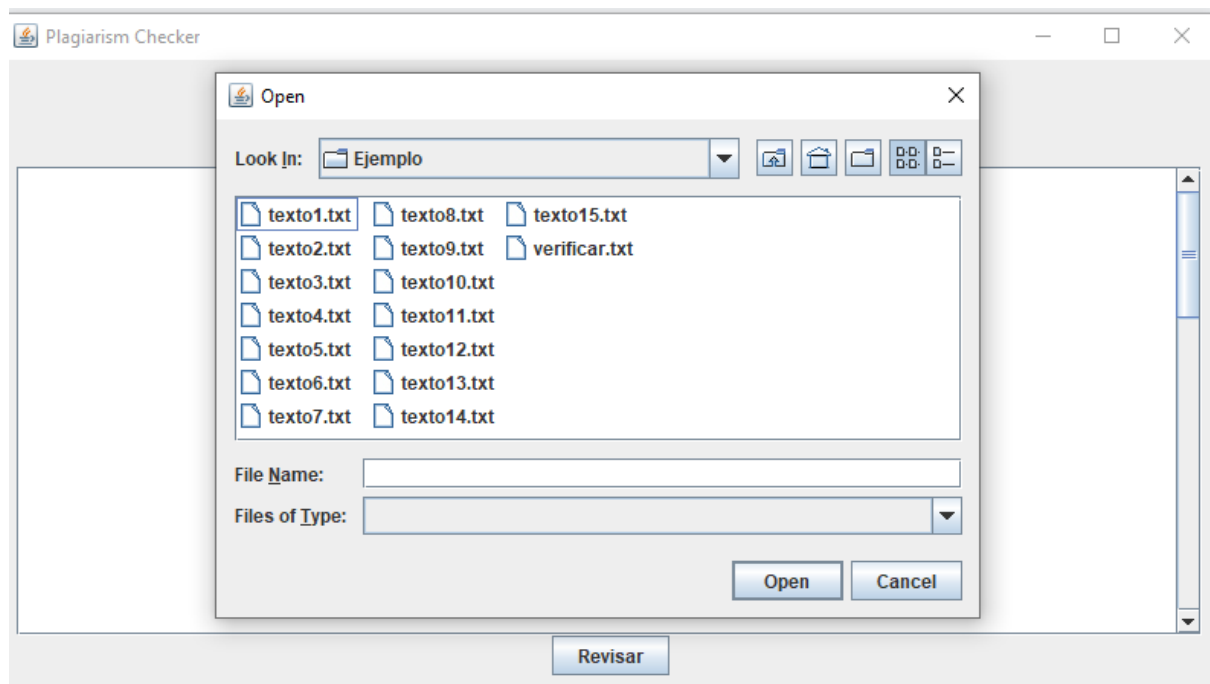 Plagiarism Checker
Open
Look In: Ejemplo
texto1.txt texto8.txt texto15.txt
texto2.txt texto9.txt verificar.txt
texto3.txt texto10.txt
texto4.txt texto11.txt
texto5.txt texto12.txt
texto6.txt texto13.txt
texto7.txt texto14.txt
File Name:
Files of Type:
Open Cancel
Revisar